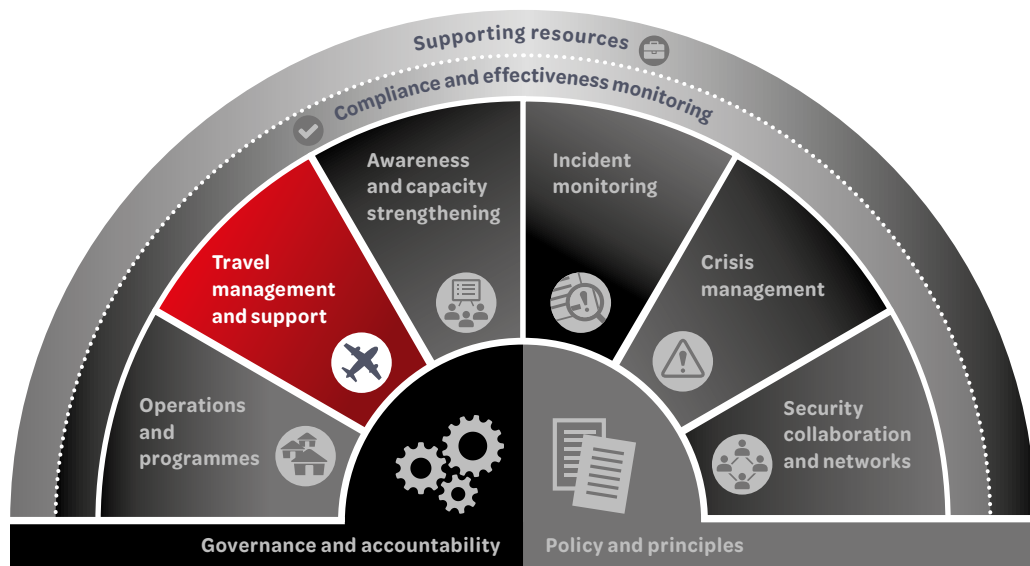 Supporting resources
Compliance and effectiveness monitoring
Awareness
and capacity
strengthening
Incident
monitoring
Travel
management
and support
Crisis
management
Operations
and
programmes
Security
collaboration
and networks
Governance and accountability
Policy and principles